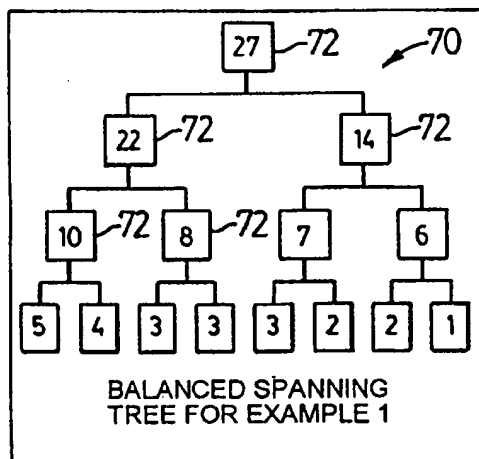 27 72 70
22 72 14 72
10 72 8 72 7 6
5 4 3 3 3 2 2 1
BALANCED SPANNING
TREE FOR EXAMPLE 1